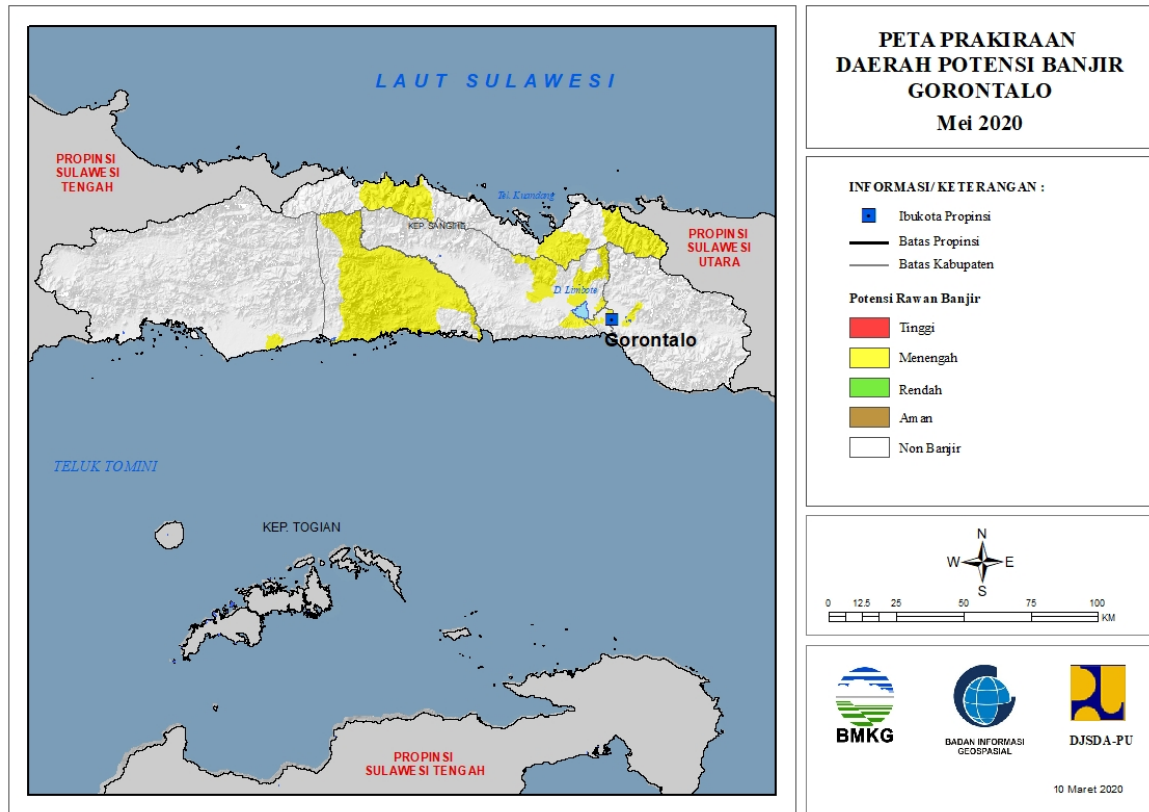 LAUT SULAWESI
PROPINSI
SULAWESI
TENGAH
Tel. Kuandang
KEP. SANGIHE
PROPINSI
SULAWESI
UTARA
D. Limboto
Gorontalo
TELUK TOMINI
KEP. TOGIAN
PROPINSI
SULAWESI TENGAH
PETA PRAKIRAAN
DAERAH POTENSI BANJIR
GORONTALO
Mei 2020
INFORMASI/ KETERANGAN :
Ibukota Propinsi
Batas Propinsi
Batas Kabupaten
Potensi Rawan Banjir
Tinggi
Menengah
Rendah
Aman
Non Banjir
N
W E
S
0 12.5 25 50 75 100
KM
BMKG
BADAN INFORMASI
GEOSPASIAL
DJSDA-PU
10 Maret 2020